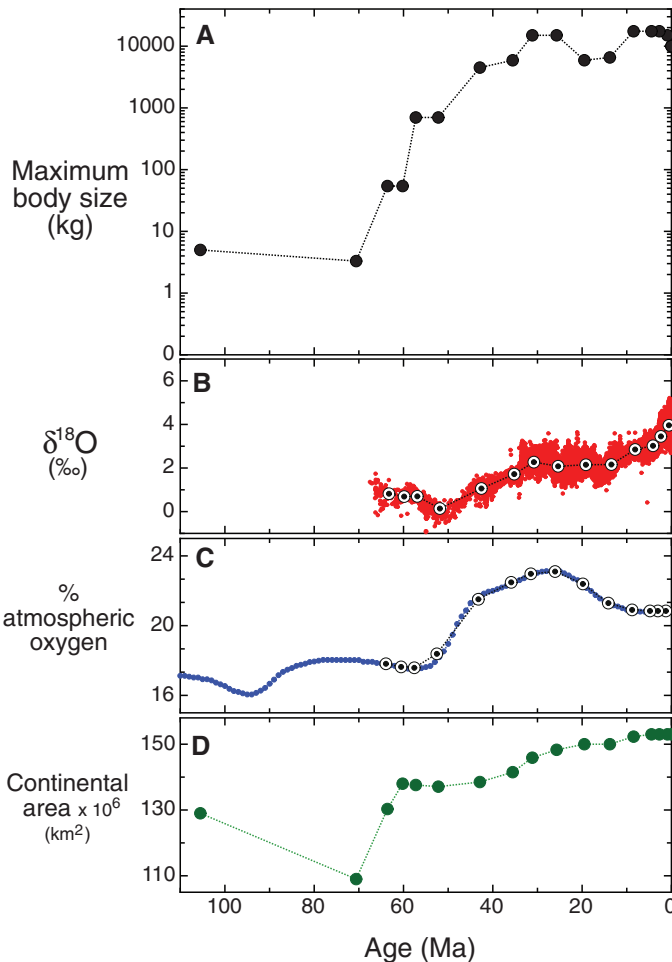 A
10000
1000
100
10
1
0
Maximum
body size
(kg)
B
6
4
2
0
δ¹⁸O
(‰)
C
24
20
16
%
atmospheric
oxygen
D
150
130
110
Continental
area x 10⁶
(km²)
100 80 60 40 20 0
Age (Ma)